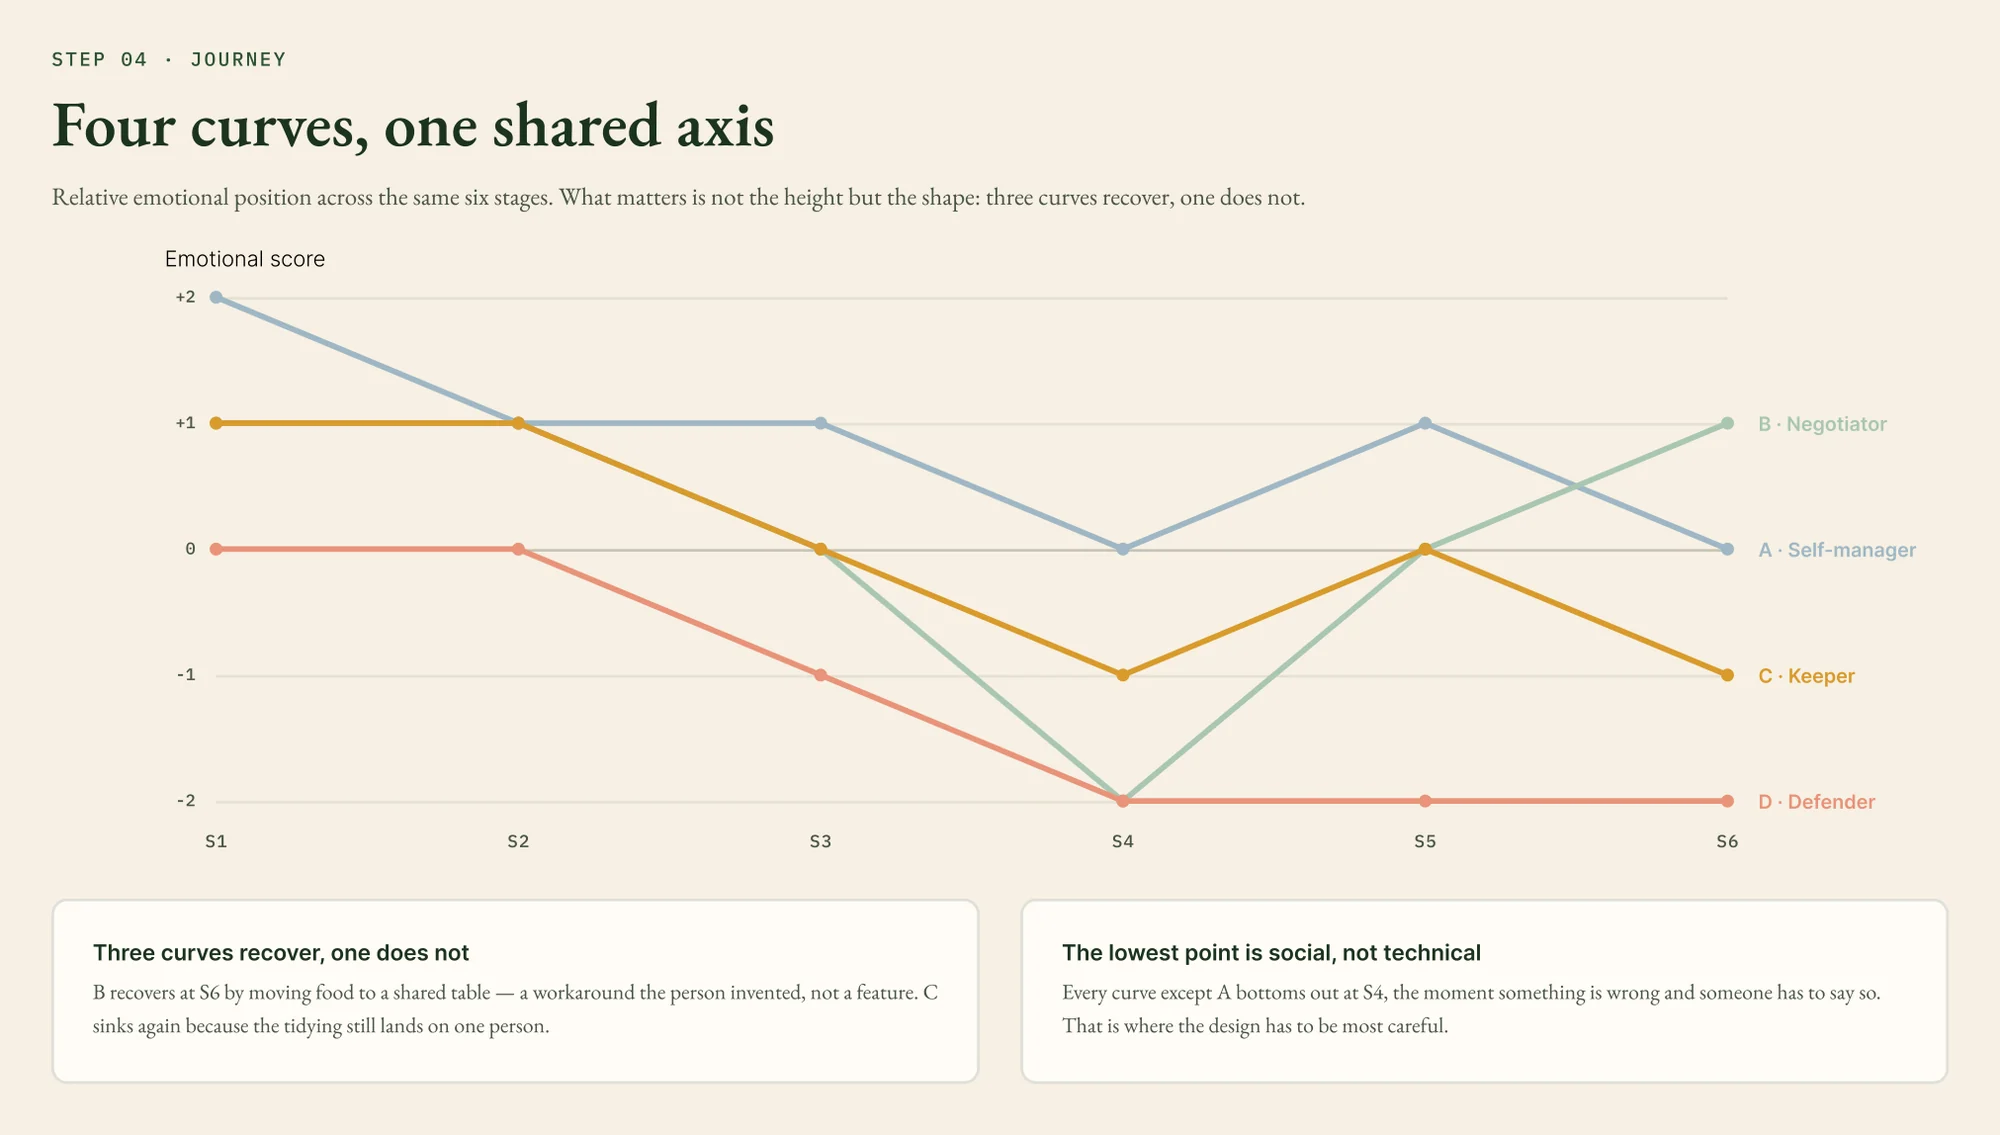 STEP 04 · JOURNEY
Four curves, one shared axis
Relative emotional position across the same six stages. What matters is not the height but the shape: three curves recover, one does not.
Emotional score
+2
+1
0
-1
-2
B · Negotiator
A · Self-manager
C · Keeper
D · Defender
S1 S2 S3 S4 S5 S6
Three curves recover, one does not
B recovers at S6 by moving food to a shared table — a workaround the person invented, not a feature. C
sinks again because the tidying still lands on one person.
The lowest point is social, not technical
Every curve except A bottoms out at S4, the moment something is wrong and someone has to say so.
That is where the design has to be most careful.